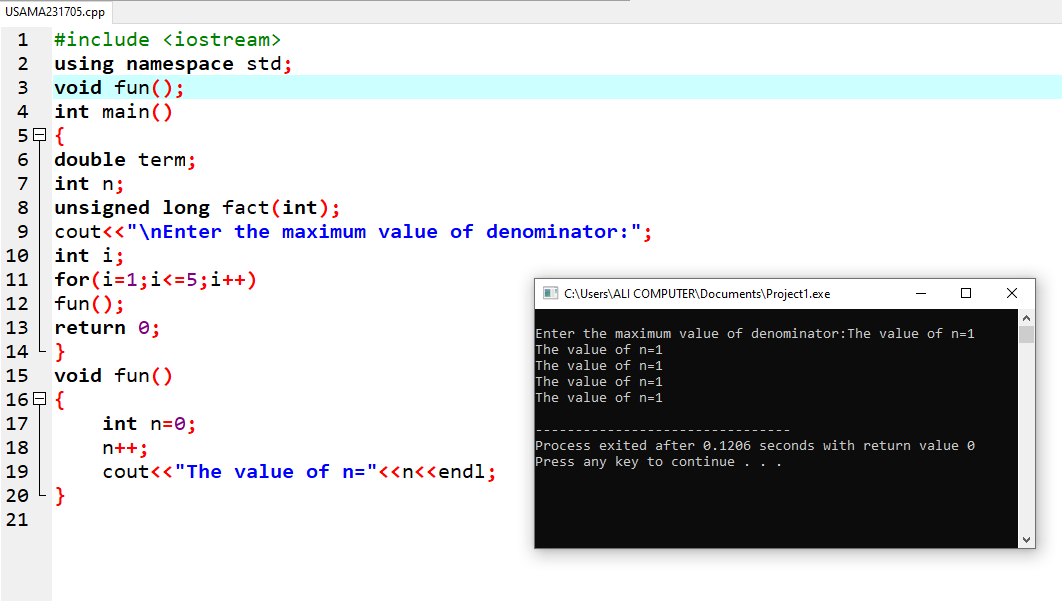 USAMA231705.cpp
1 #include <iostream>
2 using namespace std;
3 void fun();
4 int main()
5 {
6 double term;
7 int n;
8 unsigned long fact(int);
9 cout<<"\nEnter the maximum value of denominator:";
10 int i;
11 for(i=1;i<=5;i++)
12 fun();
13 return 0;
14 }
15 void fun()
16 {
17 int n=0;
18 n++;
19 cout<<"The value of n="<<n<<endl;
20 }
21
C:\Users\ALI COMPUTER\Documents\Project1.exe
Enter the maximum value of denominator:The value of n=1
The value of n=1
The value of n=1
The value of n=1
The value of n=1
--------------------------------
Process exited after 0.1206 seconds with return value 0
Press any key to continue . . .